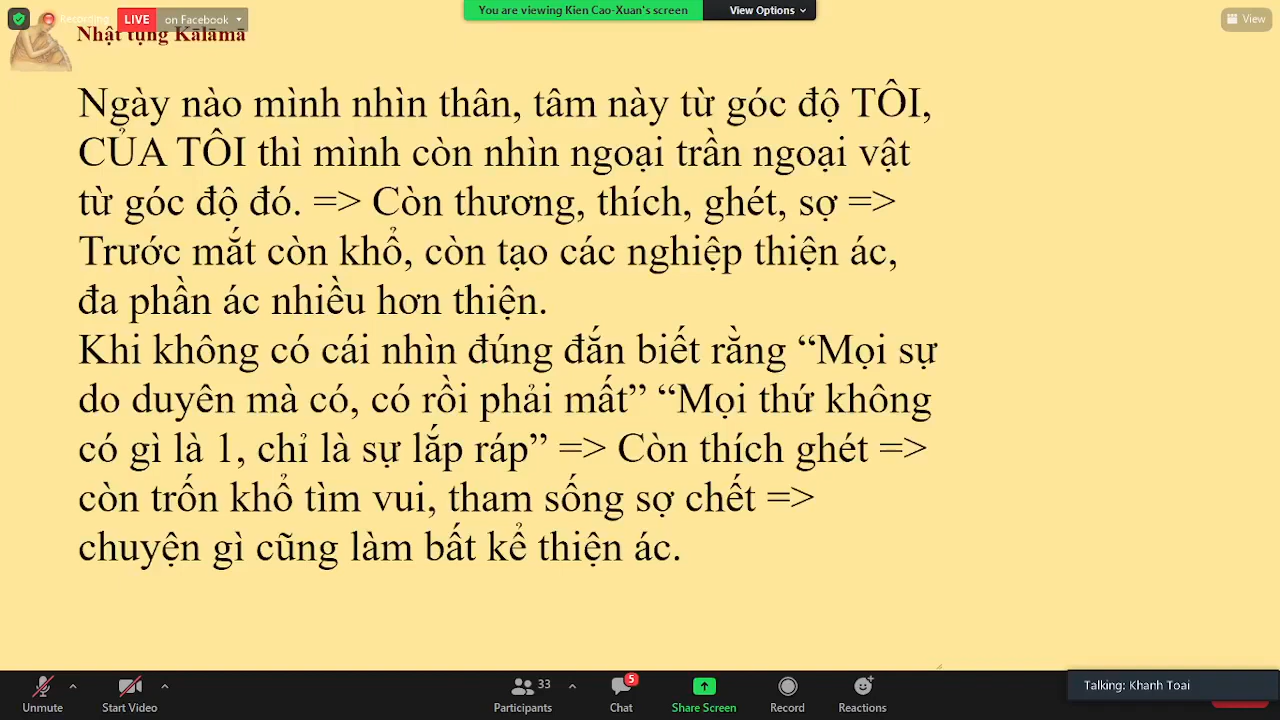 You are viewing Kien Cao-Xuan's screen
View Options
Recording
LIVE
on Facebook
View
Nhật tụng Kālāmā
Ngày nào mình nhìn thân, tâm này từ góc độ TÔI,
CỦA TÔI thì mình còn nhìn ngoại trần ngoại vật
từ góc độ đó. => Còn thương, thích, ghét, sợ =>
Trước mắt còn khổ, còn tạo các nghiệp thiện ác,
đa phần ác nhiều hơn thiện.
Khi không có cái nhìn đúng đắn biết rằng “Mọi sự
do duyên mà có, có rồi phải mất” “Mọi thứ không
có gì là 1, chỉ là sự lắp ráp” => Còn thích ghét =>
còn trốn khổ tìm vui, tham sống sợ chết =>
chuyện gì cũng làm bất kể thiện ác.
Talking: Khanh Toai
33
5
Unmute
Start Video
Participants
Chat
Share Screen
Record
Reactions